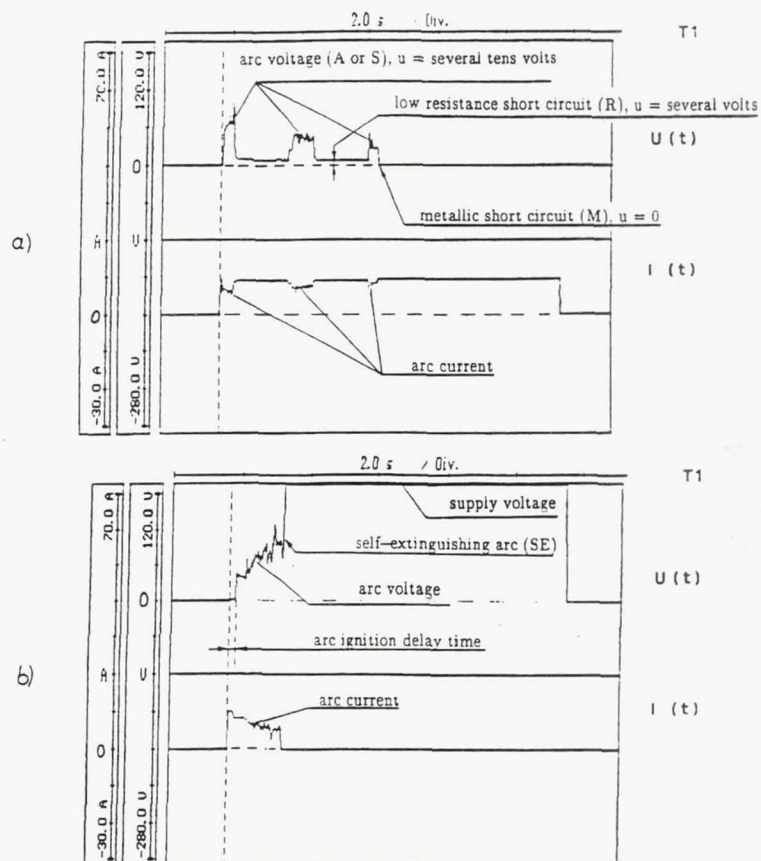 2.0 s / Div.
T1
70.0 A
120.0 V
arc voltage (A or S), u = several tens volts
low resistance short circuit (R), u = several volts
U(t)
0
metallic short circuit (M), u = 0
a)
A
V
I (t)
0
arc current
-30.0 A
-280.0 V
2.0 s / Div.
T1
70.0 A
120.0 V
supply voltage
self-extinguishing arc (SE)
U(t)
arc voltage
0
arc ignition delay time
b)
A
V
arc current
I (t)
0
-30.0 A
-280.0 V